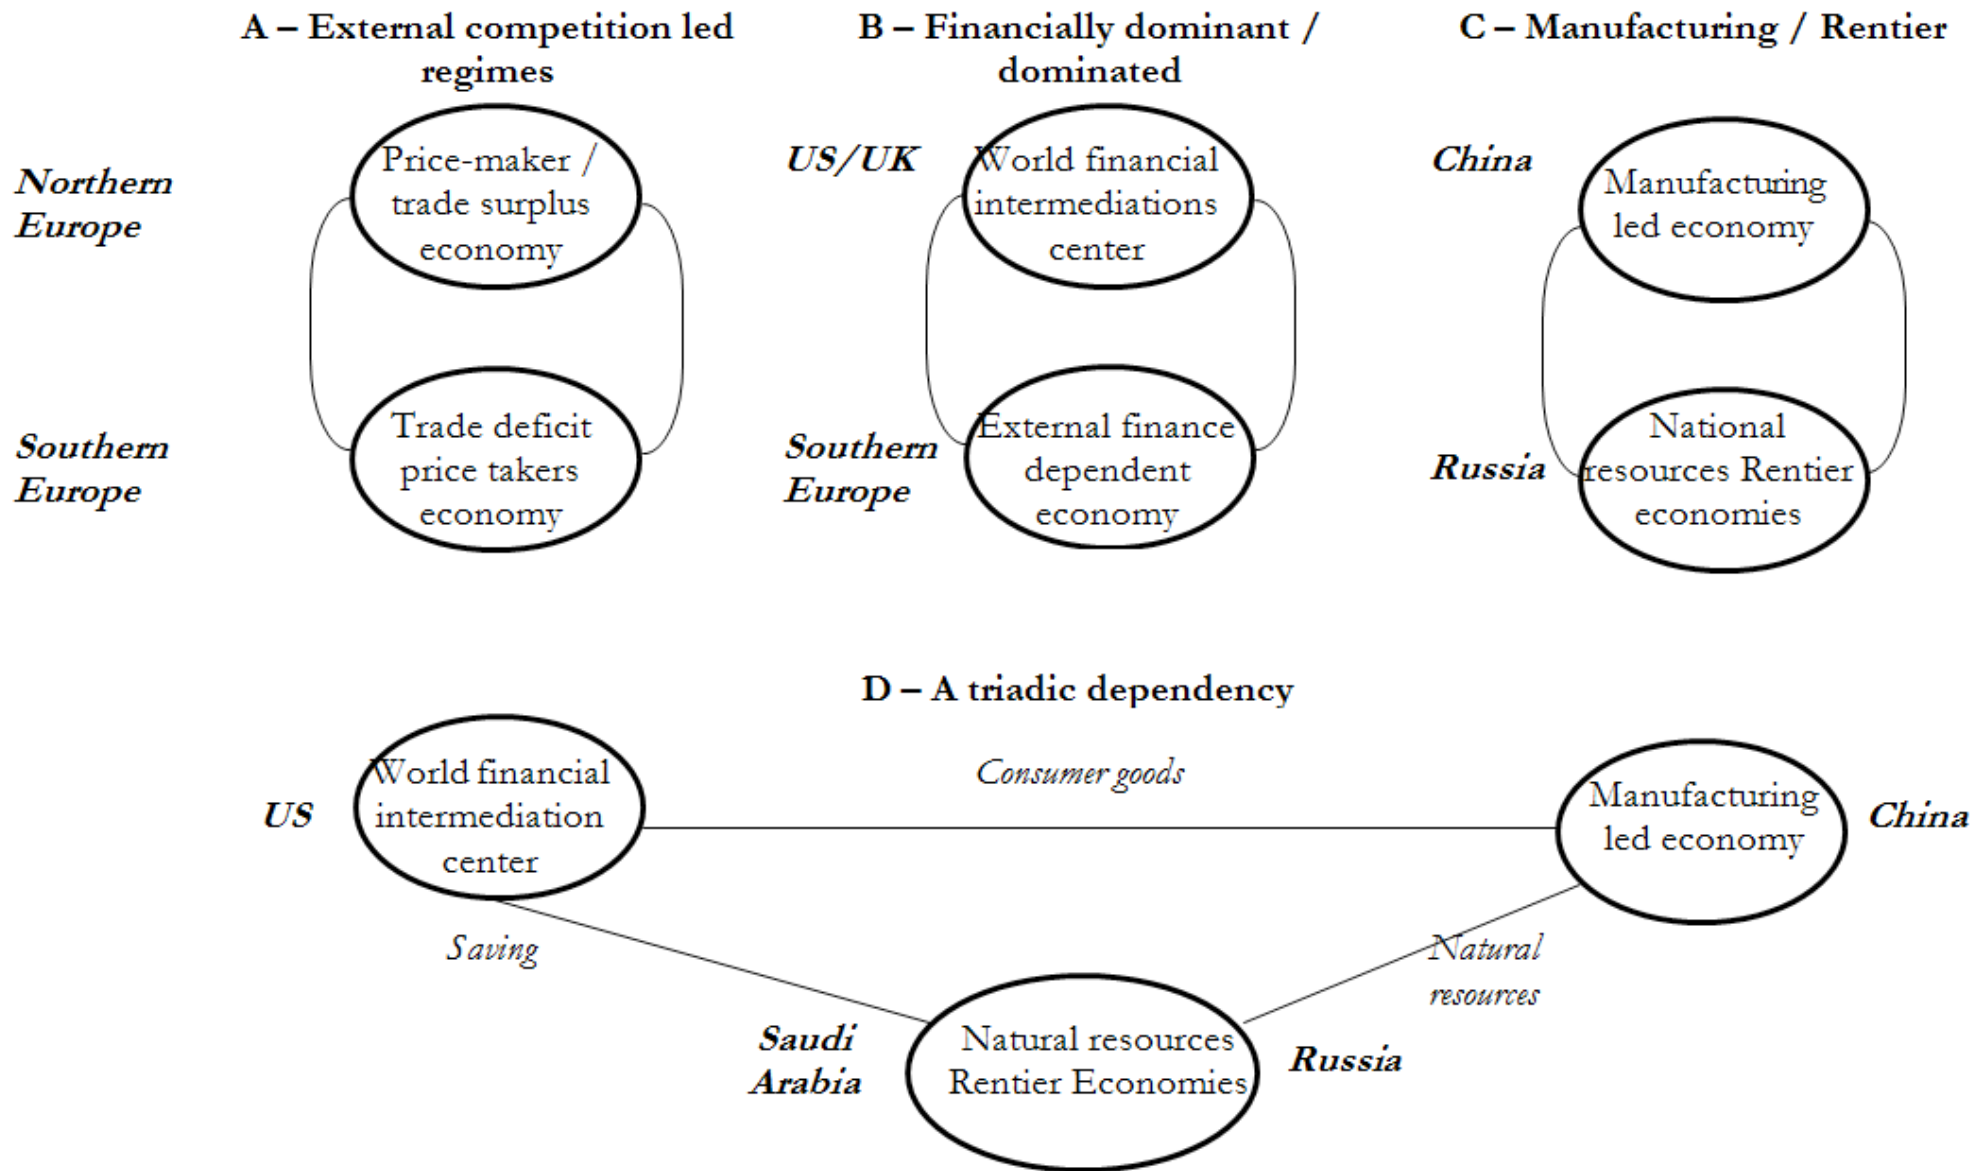 A – External competition led
regimes
B – Financially dominant /
dominated
C – Manufacturing / Rentier
Northern
Europe
Price-maker /
trade surplus
economy
US/UK
World financial
intermediations
center
China
Manufacturing
led economy
Southern
Europe
Trade deficit
price takers
economy
Southern
Europe
External finance
dependent
economy
Russia
National
resources Rentier
economies
D – A triadic dependency
US
World financial
intermediation
center
Consumer goods
Manufacturing
led economy
China
Saving
Natural
resources
Saudi
Arabia
Natural resources
Rentier Economies
Russia